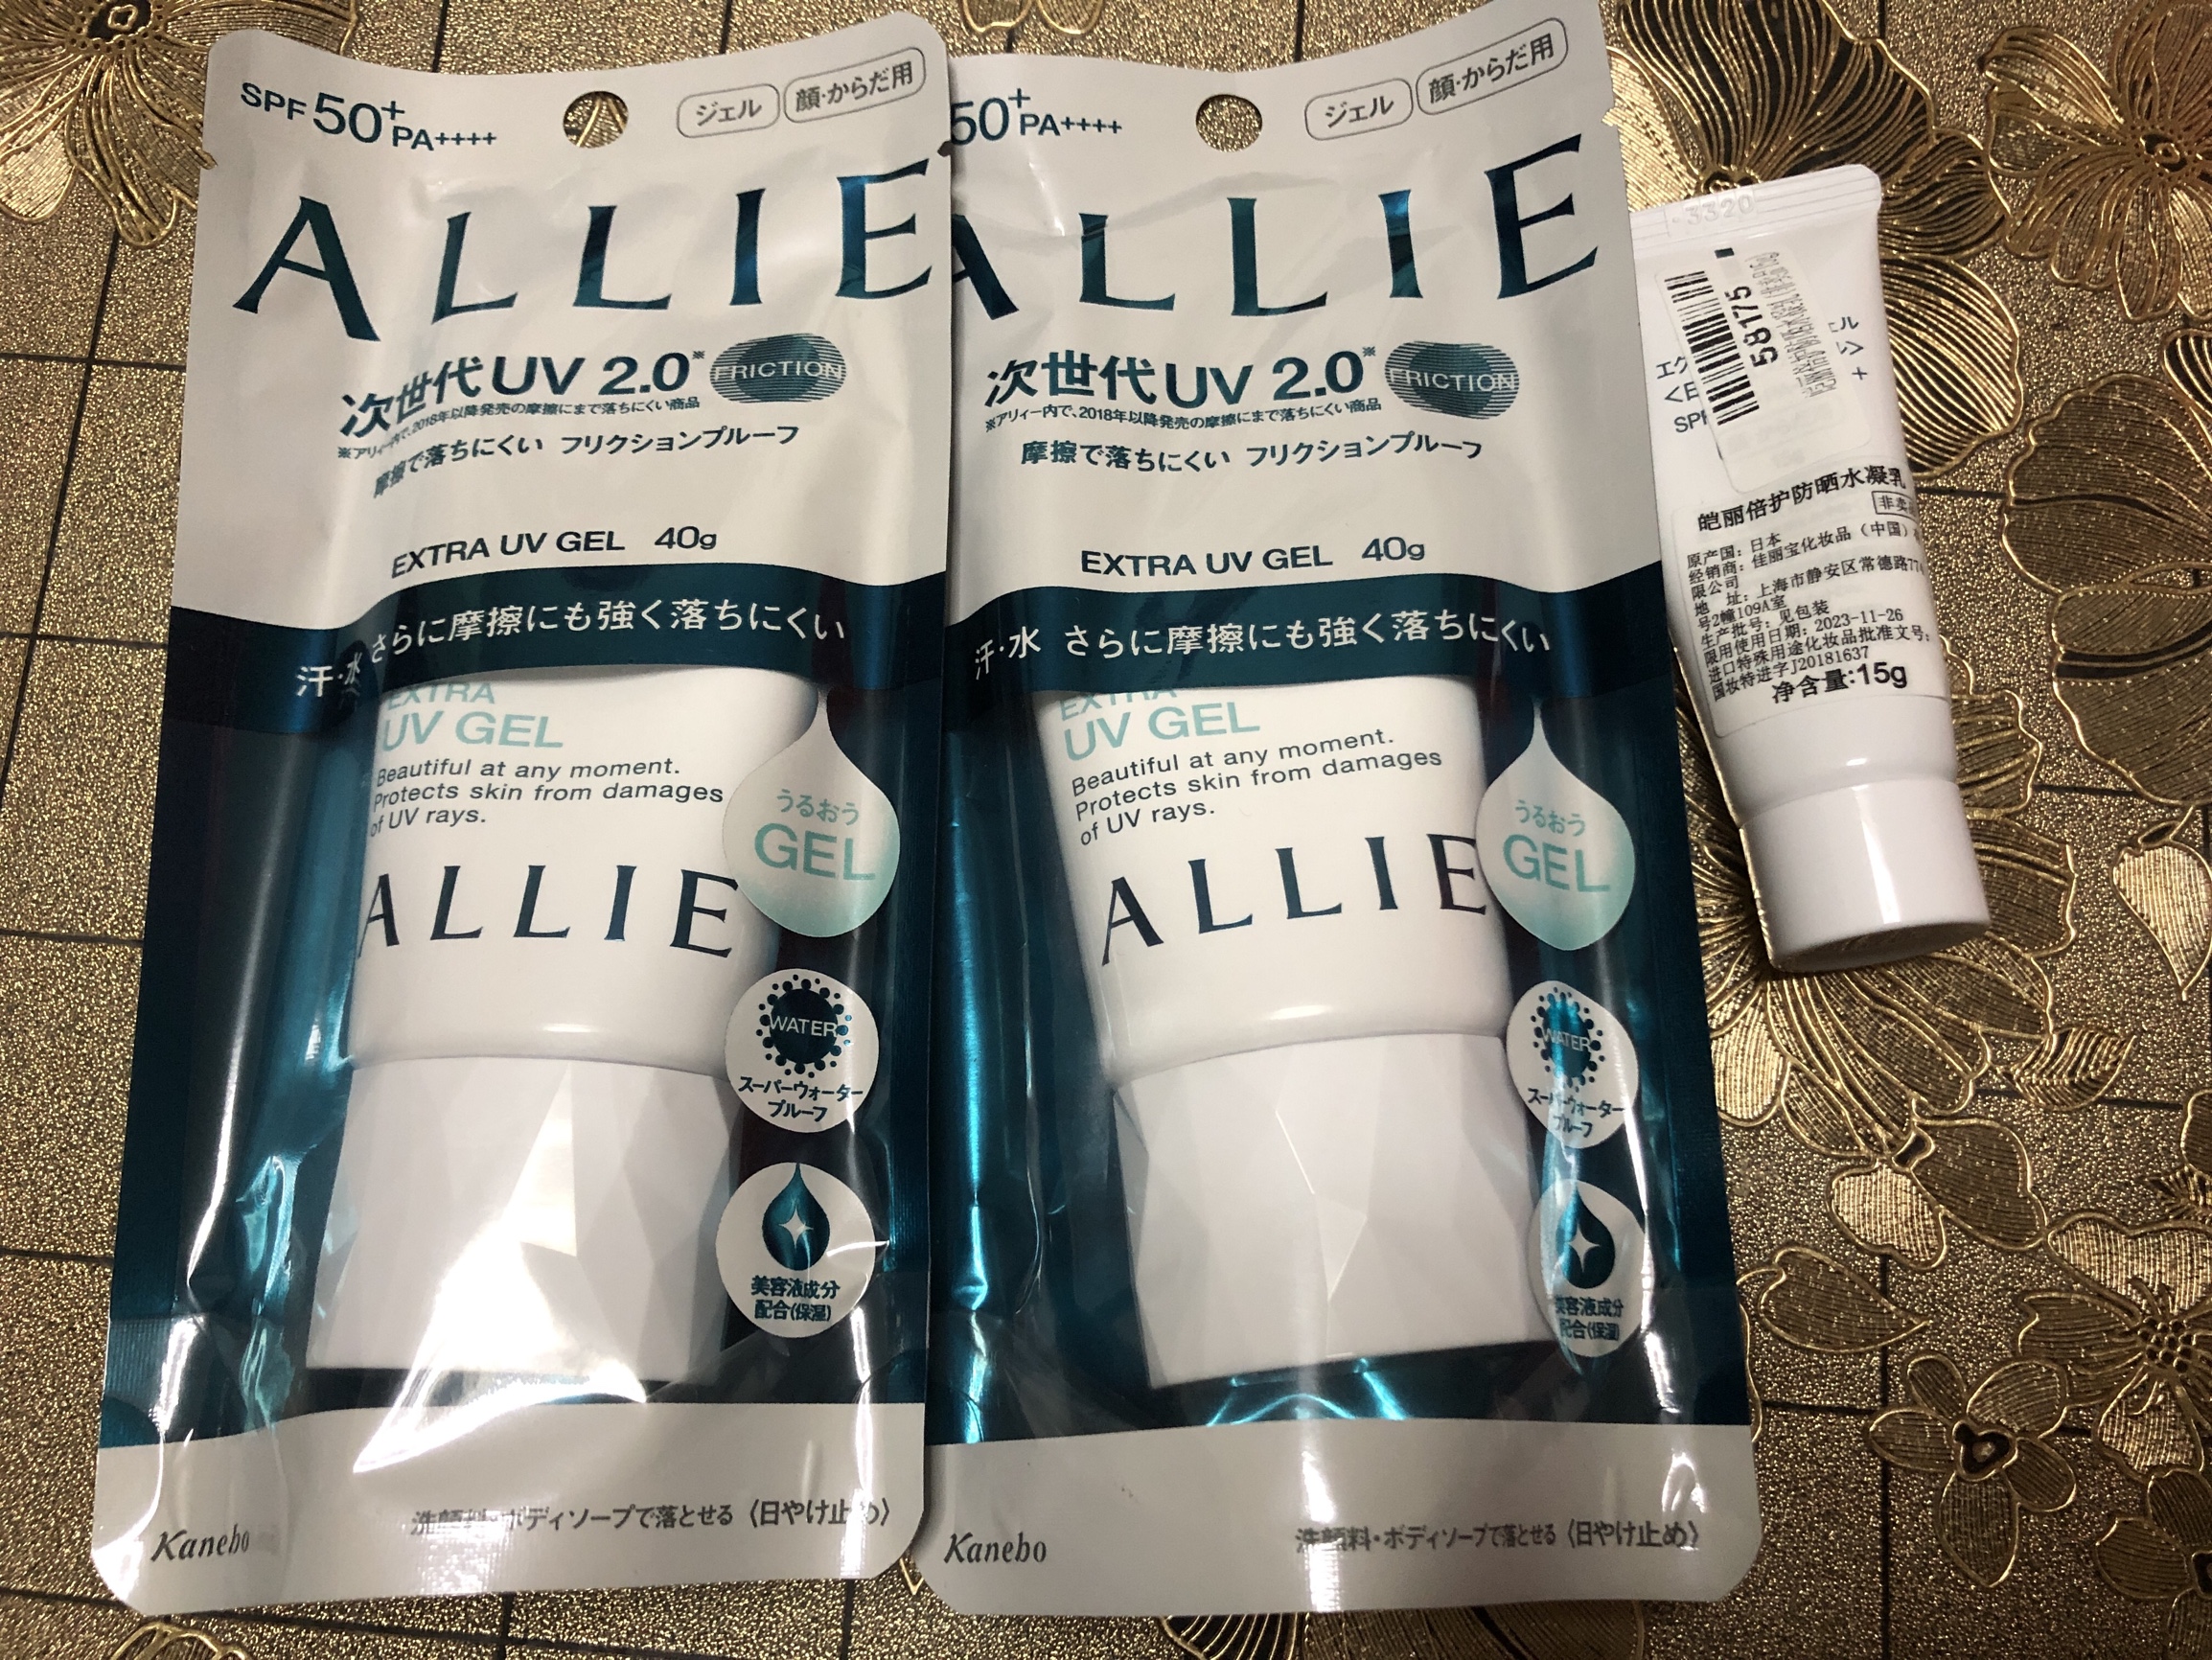 SPF50+PA++++
ジェル 顔・からだ用
ALLIE
次世代UV 2.0※ FRICTION
※アリィー内で、2018年以降発売の摩擦にまで落ちにくい商品
摩擦で落ちにくい フリクションプルーフ
EXTRA UV GEL 40g
汗・水 さらに摩擦にも強く落ちにくい
EXTRA
UV GEL
Beautiful at any moment.
Protects skin from damages
of UV rays.
ALLIE
うるおう
GEL
WATER
スーパーウォーター
プルーフ
美容液成分
配合(保湿)
洗顔料・ボディソープで落とせる〈日やけ止め〉
Kanebo
50+PA++++
ジェル 顔・からだ用
ALLIE
次世代UV 2.0※ FRICTION
※アリィー内で、2018年以降発売の摩擦にまで落ちにくい商品
摩擦で落ちにくい フリクションプルーフ
EXTRA UV GEL 40g
汗・水 さらに摩擦にも強く落ちにくい
EXTRA
UV GEL
Beautiful at any moment.
Protects skin from damages
of UV rays.
ALLIE
うるおう
GEL
WATER
スーパーウォーター
プルーフ
美容液成分
配合(保湿)
洗顔料・ボディソープで落とせる〈日やけ止め〉
Kanebo
3320
58175
皑丽倍护防晒水凝乳
原产国：日本
经销商：佳丽宝化妆品（中国）
限公司
地 址：上海市静安区常德路774
号2幢109A室
生产批号：见包装
限用使用日期：2023-11-26
进口特殊用途化妆品批准文号：
国妆特进字J20181637
净含量:15g